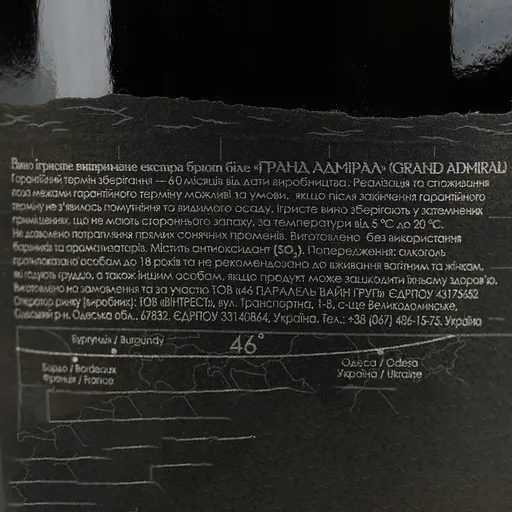 Вино ігристе витримане екстра брют біле «ГРАНД АДМІРАЛ» (GRAND ADMIRAL)
Гарантійний термін зберігання — 60 місяців від дати виробництва. Реалізація та споживання
поза межами гарантійного терміну можливі за умови, якщо після закінчення гарантійного
терміну не з'явилось помутніння та видимого осаду. Ігристе вино зберігають у затемнених
приміщеннях, що не мають стороннього запаху, за температури від 5 °С до 20 °С.
Не дозволено потрапляння прямих сонячних променів. Виготовлено без використання
барвників та ароматизаторів. Містить антиоксидант (SO₂). Попередження: алкоголь
протипоказано особам до 18 років та не рекомендовано до вживання вагітним та жінкам,
які годують груддю, а також іншим особам, якщо продукт може зашкодити їхньому здоров'ю.
Виготовлено на замовлення та за участю ТОВ «46 ПАРАЛЕЛЬ ВАЙН ГРУП» ЄДРПОУ 43175652
Оператор ринку (виробник): ТОВ «ВІНТРЕСТ», вул. Транспортна, 1-В, с-ще Великодолинське,
Одеський р-н, Одеська обл., 67832, ЄДРПОУ 33140864, Україна. Тел.: +38 (067) 486-15-75. Україна
Бургундія / Burgundy
46°
Бордо / Bordeaux
Франція / France
Одеса / Odesa
Україна / Ukraine